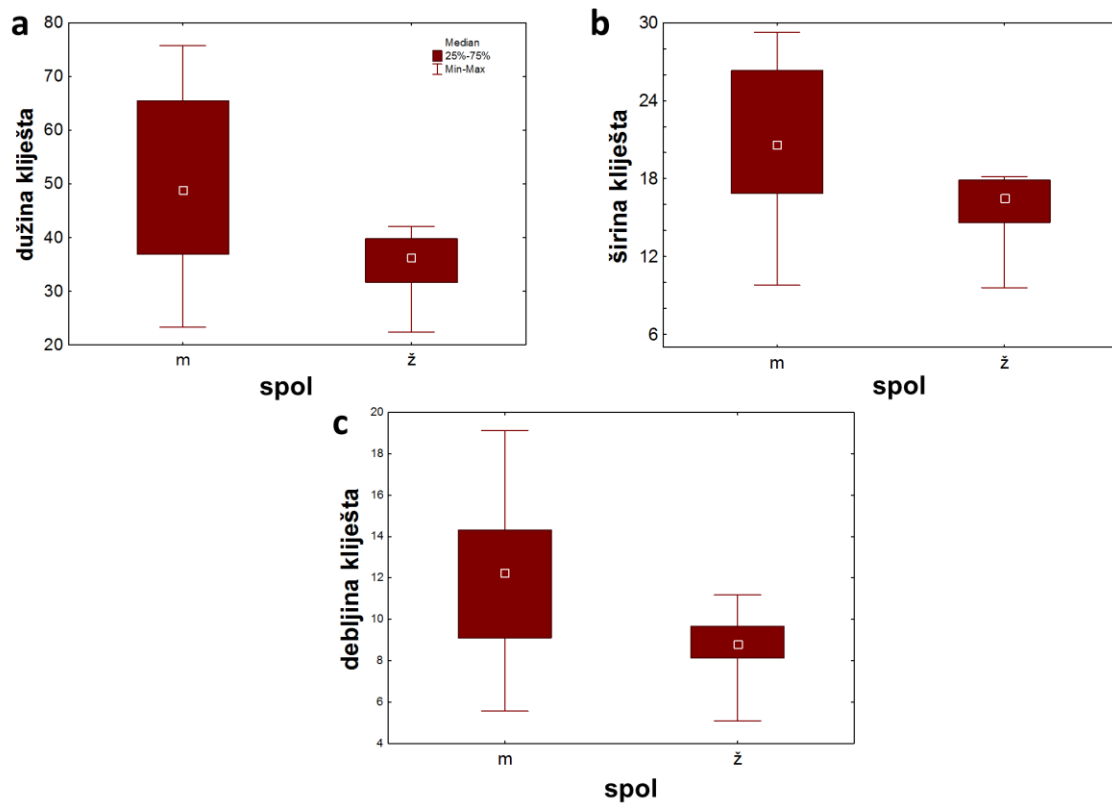 a
80
70
60
50
40
30
20
dužina kliješta
Median
25%-75%
Min-Max
m
ž
spol
b
30
24
18
12
6
širina kliješta
m
ž
spol
c
20
18
16
14
12
10
8
6
4
debljina kliješta
m
ž
spol